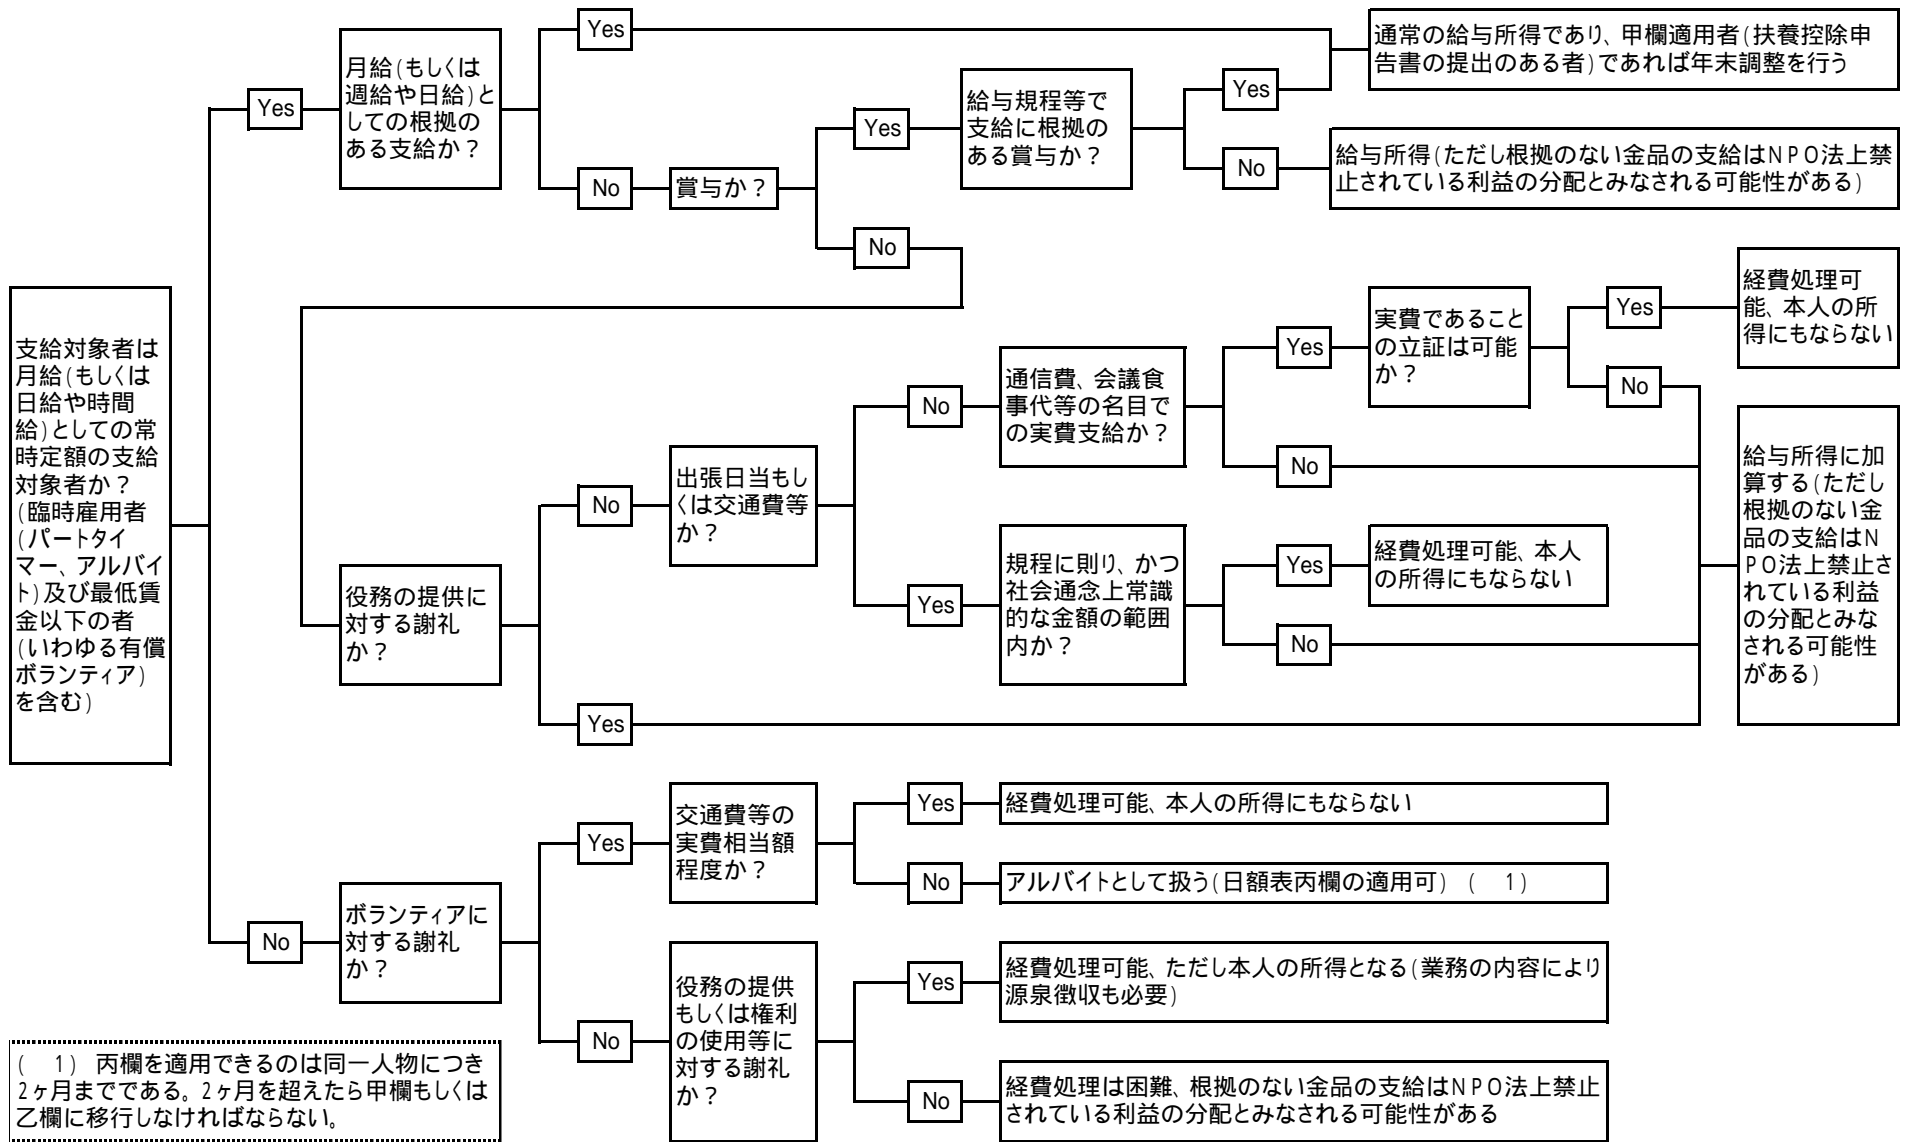 支給対象者は
月給(もしくは
日給や時間
給)としての常
時定額の支給
対象者か？
(臨時雇用者
(パートタイ
マー、アルバイ
ト)及び最低賃
金以下の者
(いわゆる有償
ボランティア)
を含む)
Yes
月給(もしくは
週給や日給)と
しての根拠の
ある支給か？
Yes
通常の給与所得であり、甲欄適用者(扶養控除申
告書の提出のある者)であれば年末調整を行う
No
賞与か？
Yes
給与規程等で
支給に根拠の
ある賞与か？
Yes
No
給与所得(ただし根拠のない金品の支給はNPO法上禁
止されている利益の分配とみなされる可能性がある)
No
役務の提供に
対する謝礼
か？
No
出張日当もし
くは交通費等
か？
No
通信費、会議食
事代等の名目で
の実費支給か？
Yes
実費であること
の立証は可能
か？
Yes
経費処理可
能、本人の所
得にもならない
No
No
Yes
規程に則り、かつ
社会通念上常識
的な金額の範囲
内か？
Yes
経費処理可能、本人
の所得にもならない
No
Yes
給与所得に加
算する(ただし
根拠のない金
品の支給はN
PO法上禁止さ
れている利益
の分配とみな
される可能性
がある)
No
ボランティアに
対する謝礼
か？
Yes
交通費等の
実費相当額
程度か？
Yes
経費処理可能、本人の所得にもならない
No
アルバイトとして扱う(日額表丙欄の適用可) ( 1)
No
役務の提供
もしくは権利
の使用等に
対する謝礼
か？
Yes
経費処理可能、ただし本人の所得となる(業務の内容により
源泉徴収も必要)
No
経費処理は困難、根拠のない金品の支給はNPO法上禁止
されている利益の分配とみなされる可能性がある
( 1) 丙欄を適用できるのは同一人物につき
2ヶ月までである。2ヶ月を超えたら甲欄もしくは
乙欄に移行しなければならない。